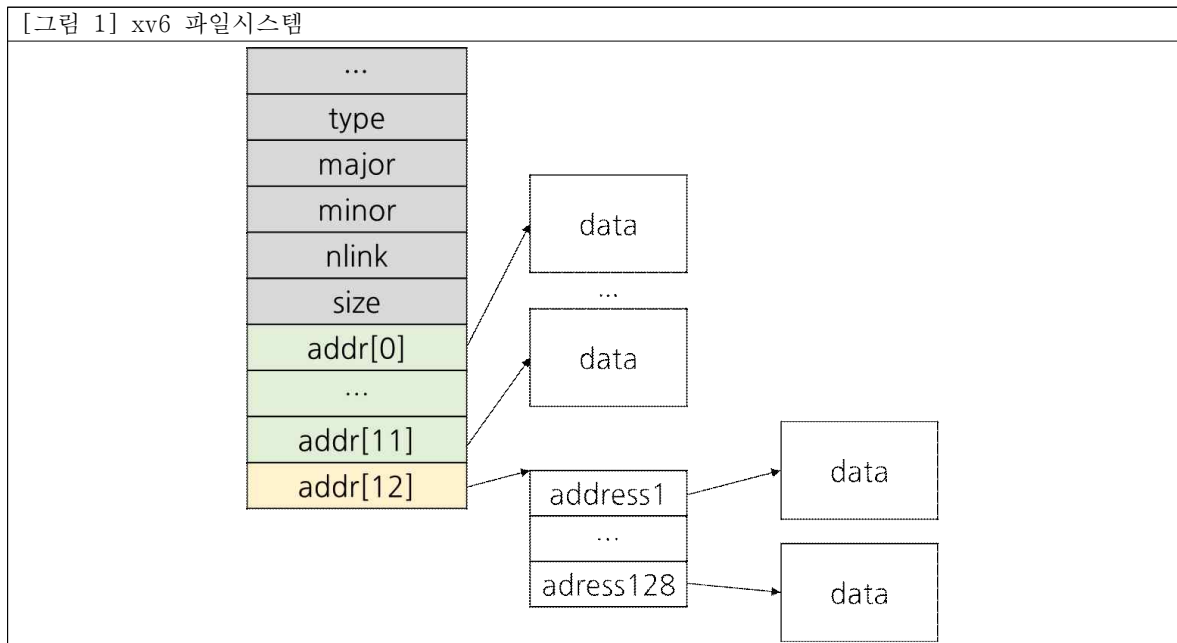 [그림 1] xv6 파일시스템
…
type
major
minor
nlink
size
addr[0]
…
addr[11]
addr[12]
data
…
data
address1
…
adress128
data
data